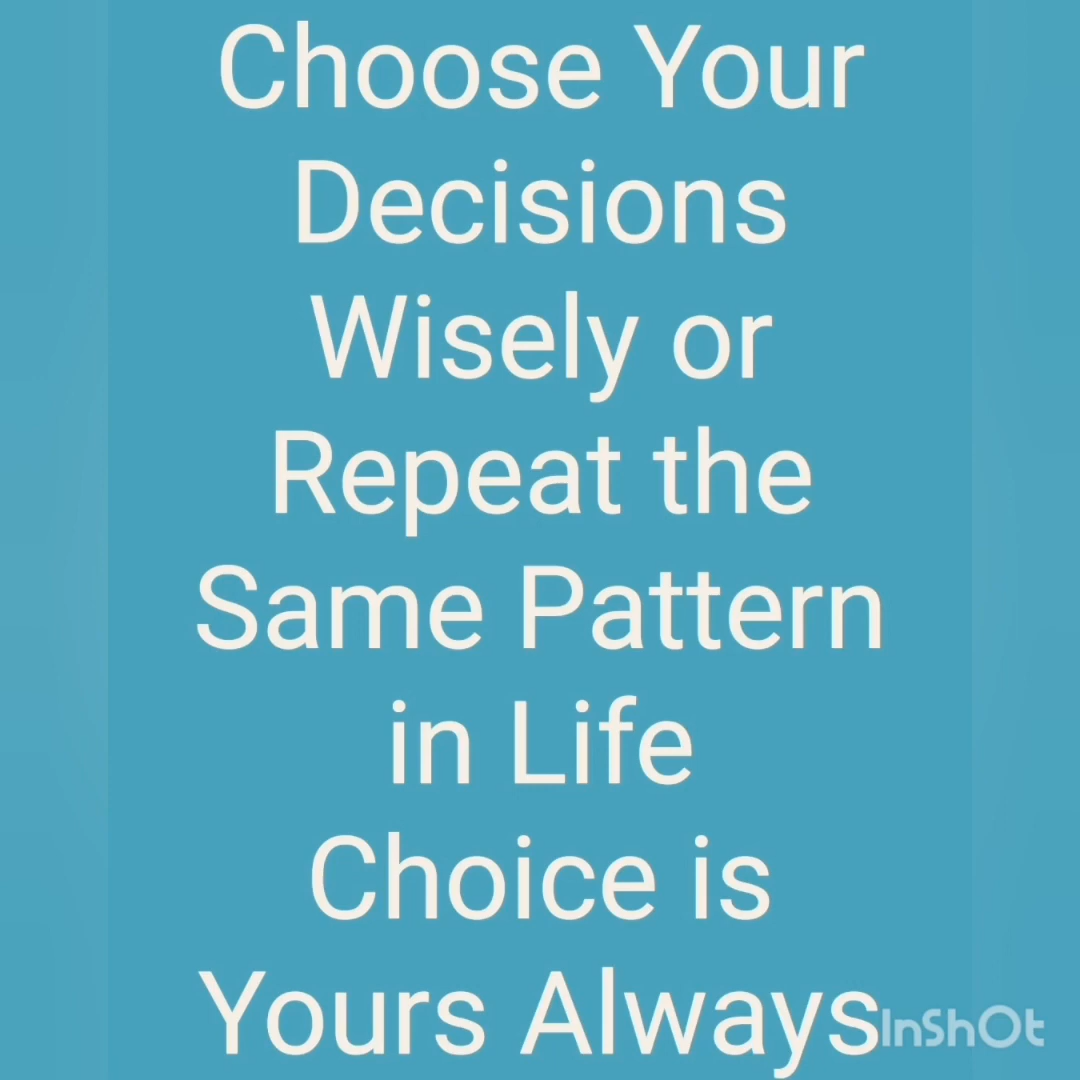 Choose Your
Decisions
Wisely or
Repeat the
Same Pattern
in Life
Choice is
Yours Always
InShOt